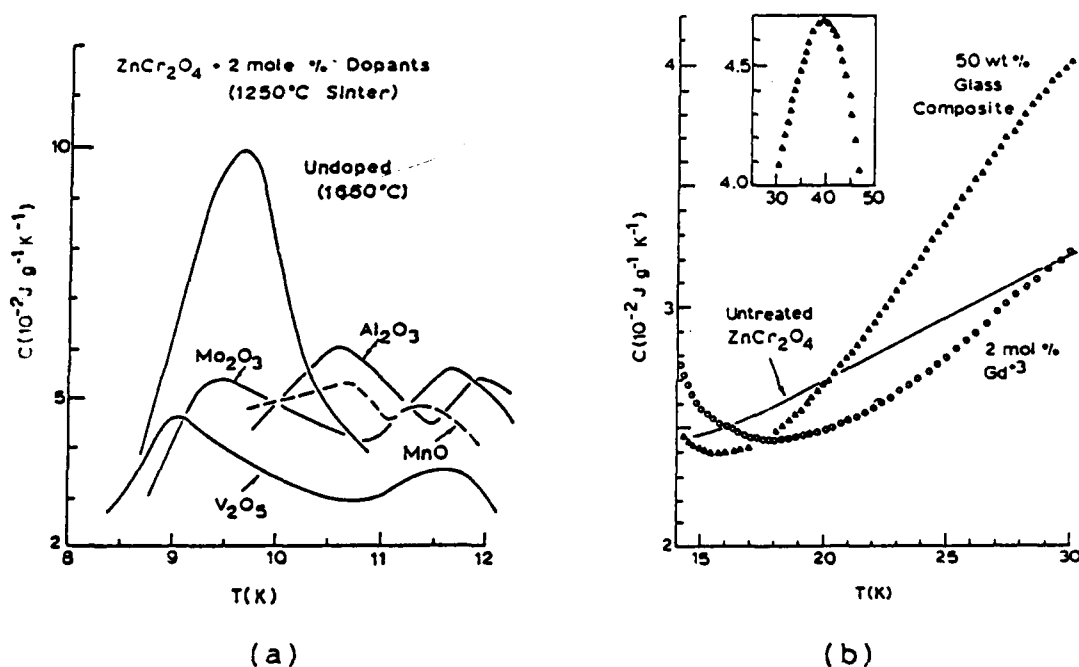 ZnCr2O4 - 2 mole % Dopants
(1250°C Sinter)
Undoped
(1660°C)
Al2O3
Mo2O3
MnO
V2O5
10
5
2
8 9 10 11 12
C(10⁻² J g⁻¹ K⁻¹)
T(K)
(a)
50 wt %
Glass
Composite
4.5
4.0
30 40 50
Untreated
ZnCr2O4
2 mol %
Gd⁺³
4
3
2
15 20 25 30
C(10⁻² J g⁻¹ K⁻¹)
T(K)
(b)